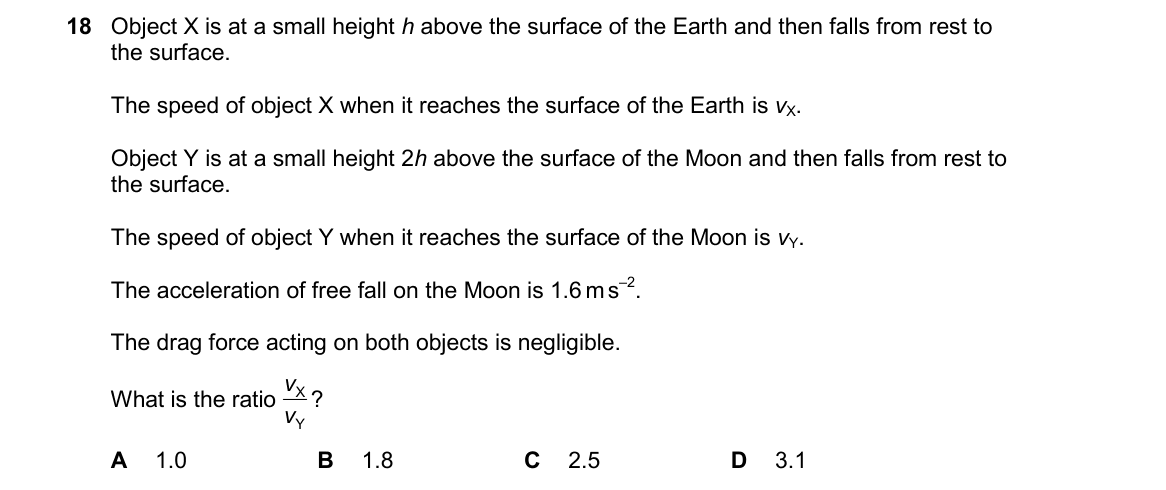 18 Object X is at a small height h above the surface of the Earth and then falls from rest to
the surface.
The speed of object X when it reaches the surface of the Earth is vX.
Object Y is at a small height 2h above the surface of the Moon and then falls from rest to
the surface.
The speed of object Y when it reaches the surface of the Moon is vY.
The acceleration of free fall on the Moon is 1.6 m s⁻².
The drag force acting on both objects is negligible.
What is the ratio vX/vY?
A 1.0 B 1.8 C 2.5 D 3.1